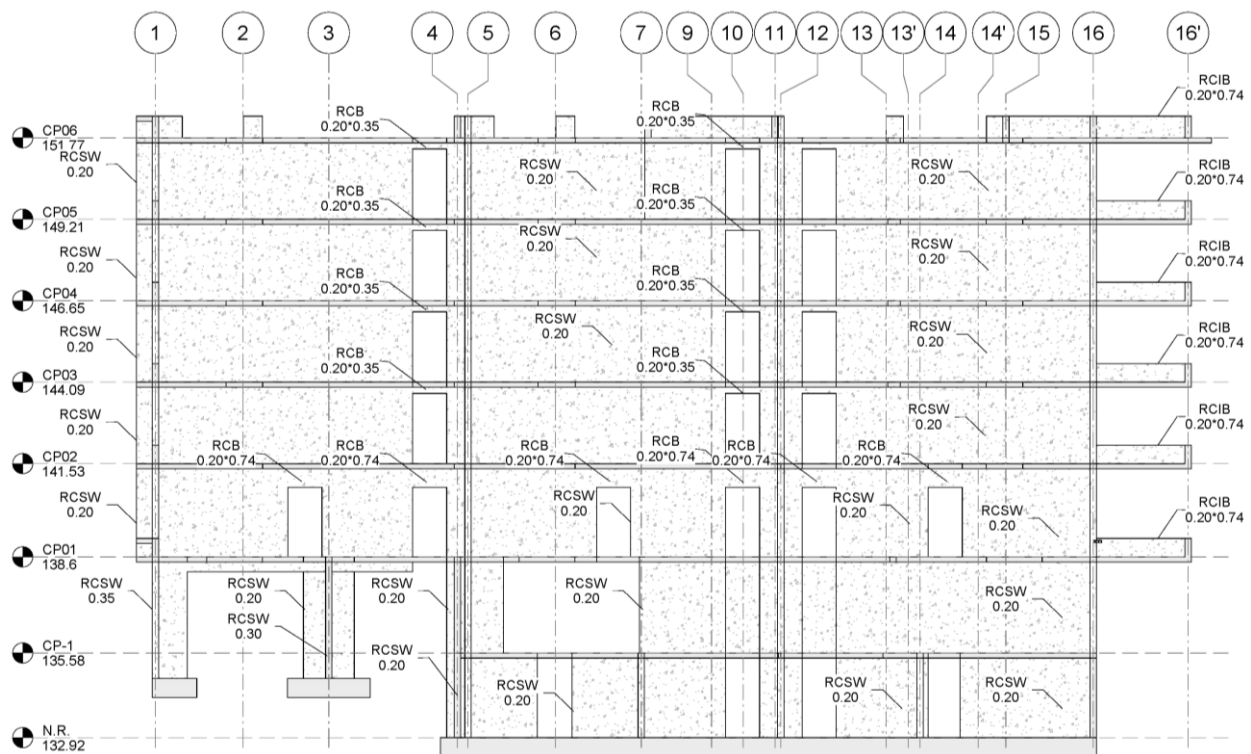 1 2 3 4 5 6 7 9 10 11 12 13 13' 14 14' 15 16 16'
RCIB
0.20*0.74
RCB
0.20*0.35
RCB
0.20*0.35
CP06
151.77
RCSW
0.20
RCSW
0.20
RCSW
0.20
RCIB
0.20*0.74
RCB
0.20*0.35
RCB
0.20*0.35
CP05
149.21
RCSW
0.20
RCSW
0.20
RCSW
0.20
RCIB
0.20*0.74
RCB
0.20*0.35
RCB
0.20*0.35
CP04
146.65
RCSW
0.20
RCSW
0.20
RCSW
0.20
RCIB
0.20*0.74
RCB
0.20*0.35
RCB
0.20*0.35
CP03
144.09
RCSW
0.20
RCSW
0.20
RCIB
0.20*0.74
RCB
0.20*0.74
RCB
0.20*0.74
RCB
0.20*0.74
RCB
0.20*0.74
RCB
0.20*0.74
RCB
0.20*0.74
CP02
141.53
RCSW
0.20
RCSW
0.20
RCSW
0.20
RCSW
0.20
RCIB
0.20*0.74
CP01
138.6
RCSW
0.35
RCSW
0.20
RCSW
0.20
RCSW
0.20
RCSW
0.20
RCSW
0.30
CP-1
135.58
RCSW
0.20
RCSW
0.20
RCSW
0.20
RCSW
0.20
N.R.
132.92